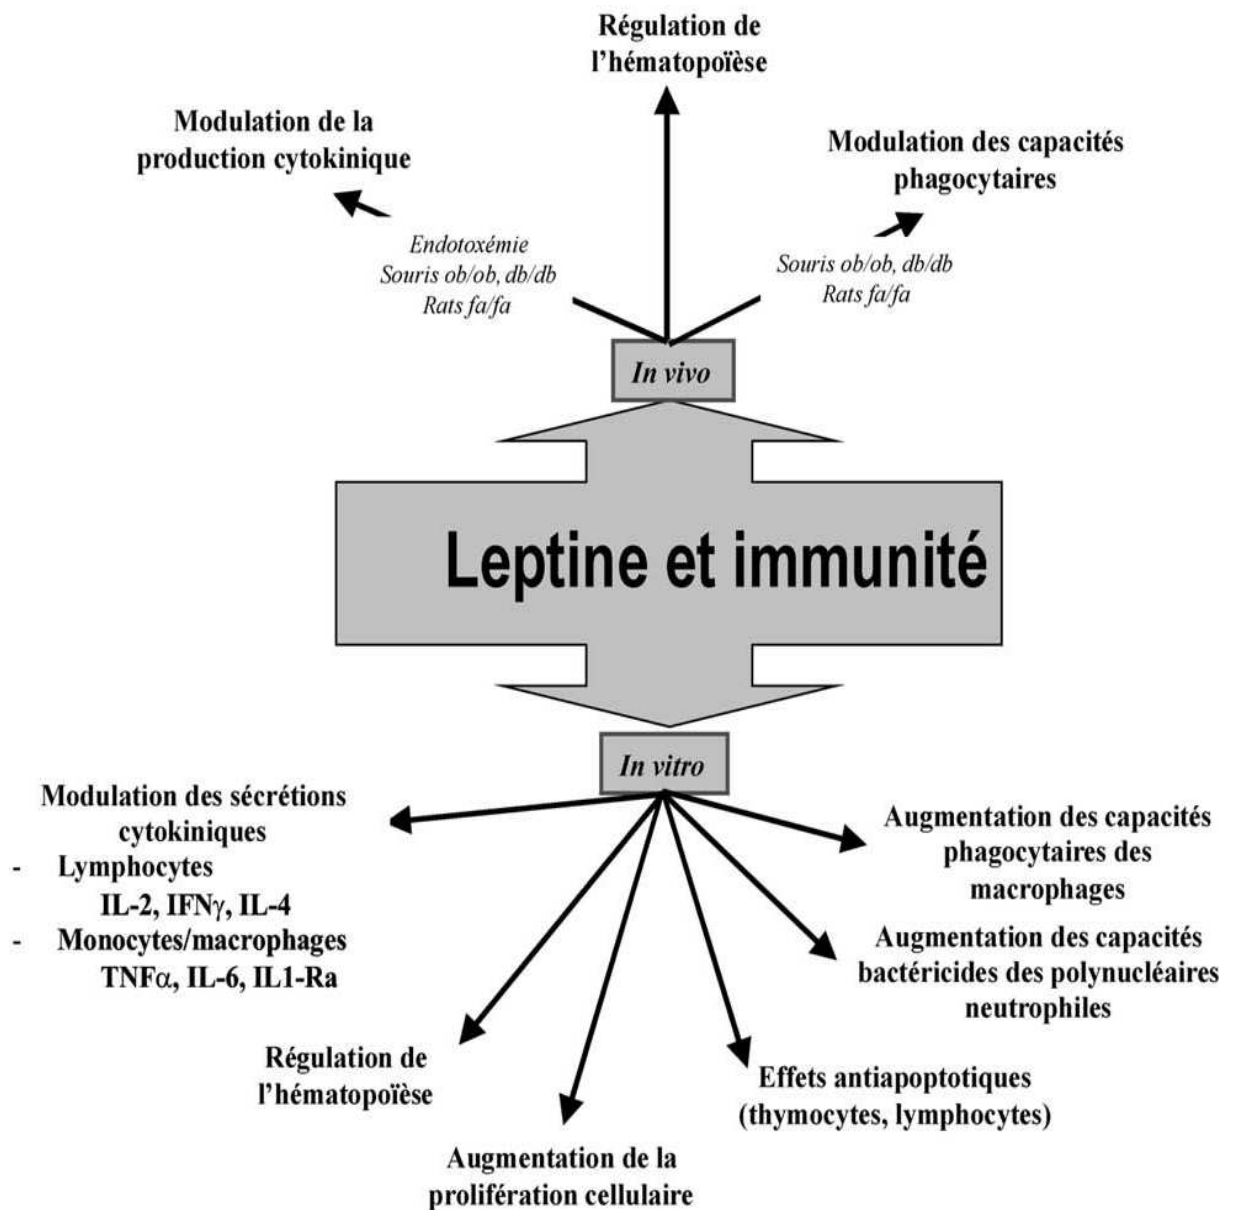 Régulation de
l'hématopoïèse
Modulation de la
production cytokinique
Modulation des capacités
phagocytaires
Endotoxémie
Souris ob/ob, db/db
Rats fa/fa
Souris ob/ob, db/db
Rats fa/fa
In vivo
Leptine et immunité
In vitro
Modulation des sécrétions
cytokiniques
- Lymphocytes
IL-2, IFNγ, IL-4
- Monocytes/macrophages
TNFα, IL-6, IL1-Ra
Régulation de
l'hématopoïèse
Augmentation de la
prolifération cellulaire
Effets antiapoptotiques
(thymocytes, lymphocytes)
Augmentation des capacités
bactéricides des polynucléaires
neutrophiles
Augmentation des capacités
phagocytaires des
macrophages